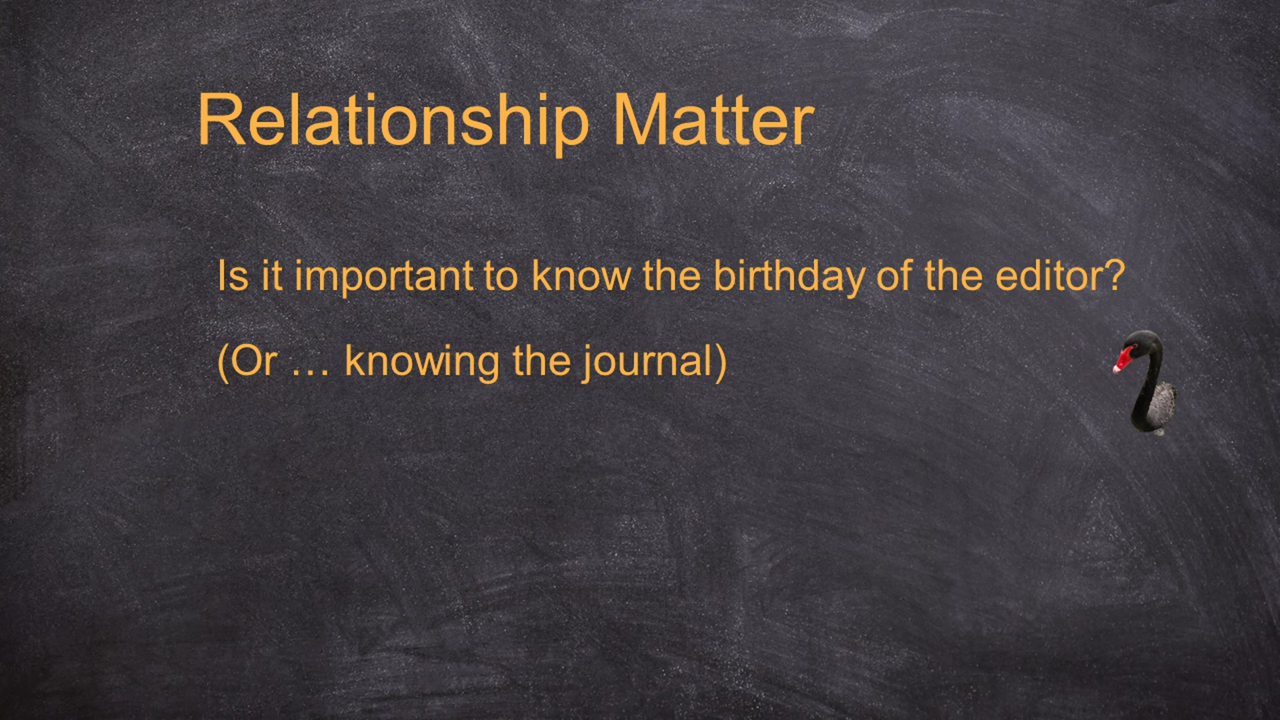 Relationship Matter
Is it important to know the birthday of the editor?
(Or … knowing the journal)